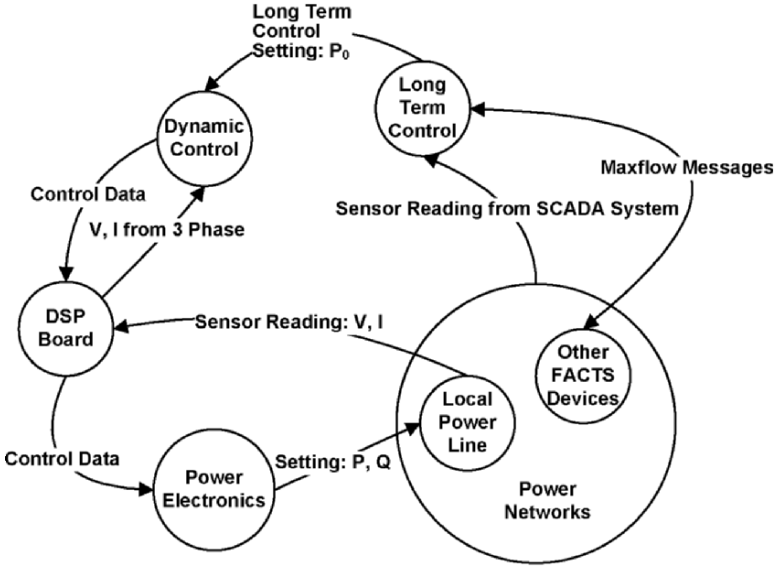 Long Term
Control
Setting: P₀
Long
Term
Control
Dynamic
Control
Maxflow Messages
Control Data
Sensor Reading from SCADA System
V, I from 3 Phase
DSP
Board
Sensor Reading: V, I
Other
FACTS
Devices
Local
Power
Line
Control Data
Setting: P, Q
Power
Electronics
Power
Networks